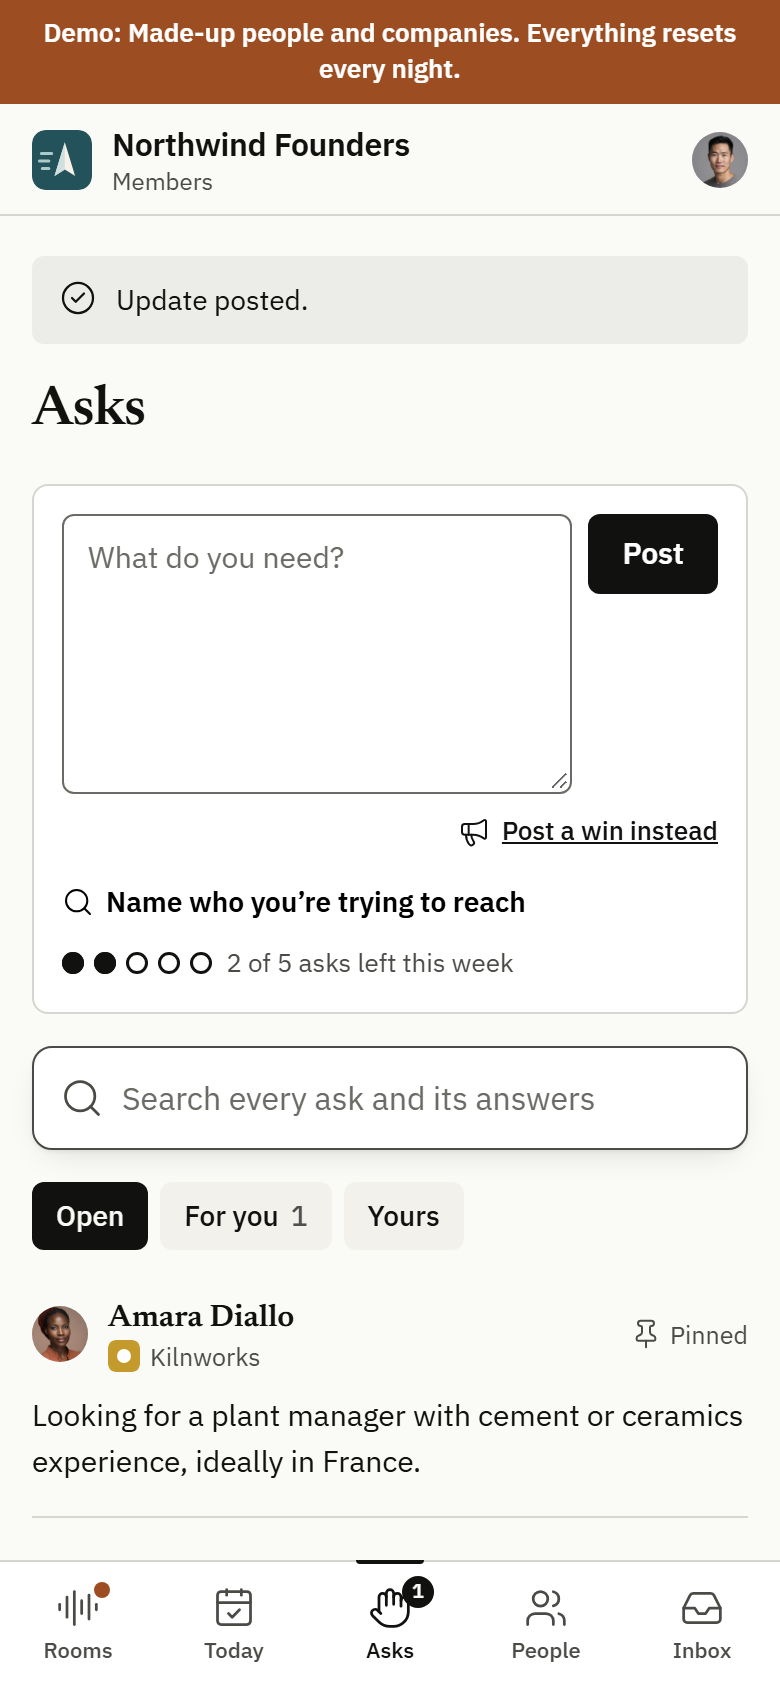 Demo: Made-up people and companies. Everything resets
every night.
Northwind Founders
Members
Update posted.
Asks
What do you need?
Post
Post a win instead
Name who you’re trying to reach
2 of 5 asks left this week
Search every ask and its answers
Open
For you 1
Yours
Amara Diallo
Kilnworks
Pinned
Looking for a plant manager with cement or ceramics
experience, ideally in France.
1
Rooms
Today
Asks
People
Inbox